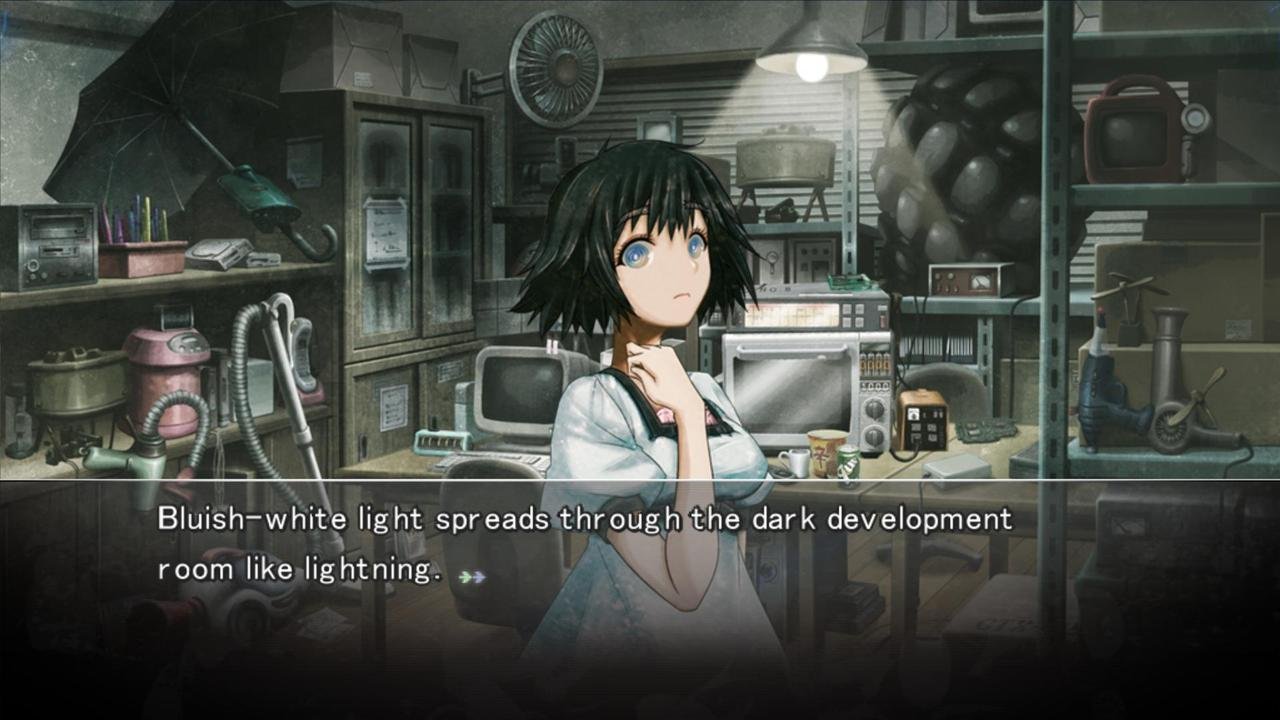 Bluish-white light spreads through the dark development
room like lightning.